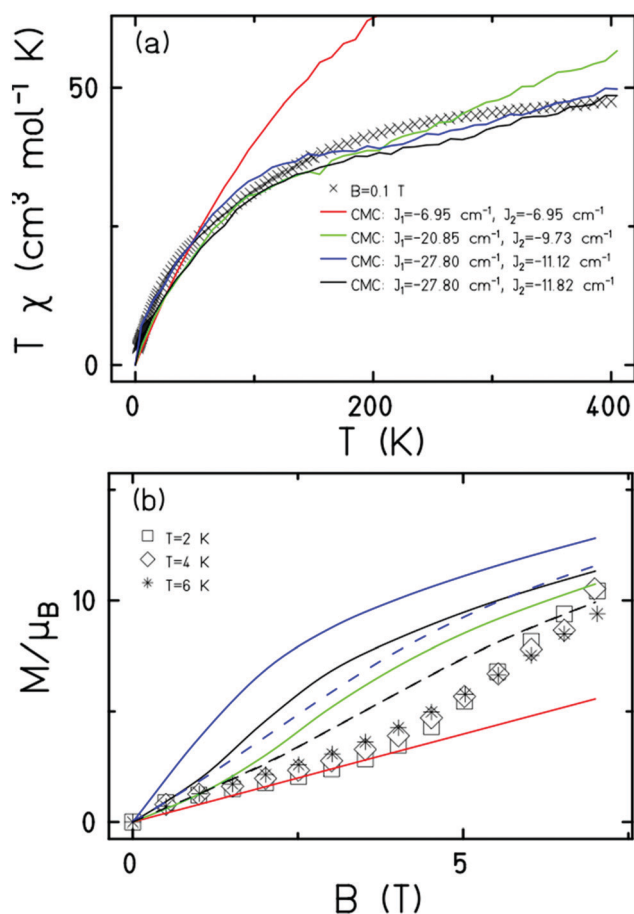 (a)
50
0
T χ (cm³ mol⁻¹ K)
× B=0.1 T
CMC: J₁=-6.95 cm⁻¹, J₂=-6.95 cm⁻¹
CMC: J₁=-20.85 cm⁻¹, J₂=-9.73 cm⁻¹
CMC: J₁=-27.80 cm⁻¹, J₂=-11.12 cm⁻¹
CMC: J₁=-27.80 cm⁻¹, J₂=-11.82 cm⁻¹
0 200 400
T (K)
(b)
T=2 K
T=4 K
T=6 K
10
0
M/μ_B
0 5
B (T)